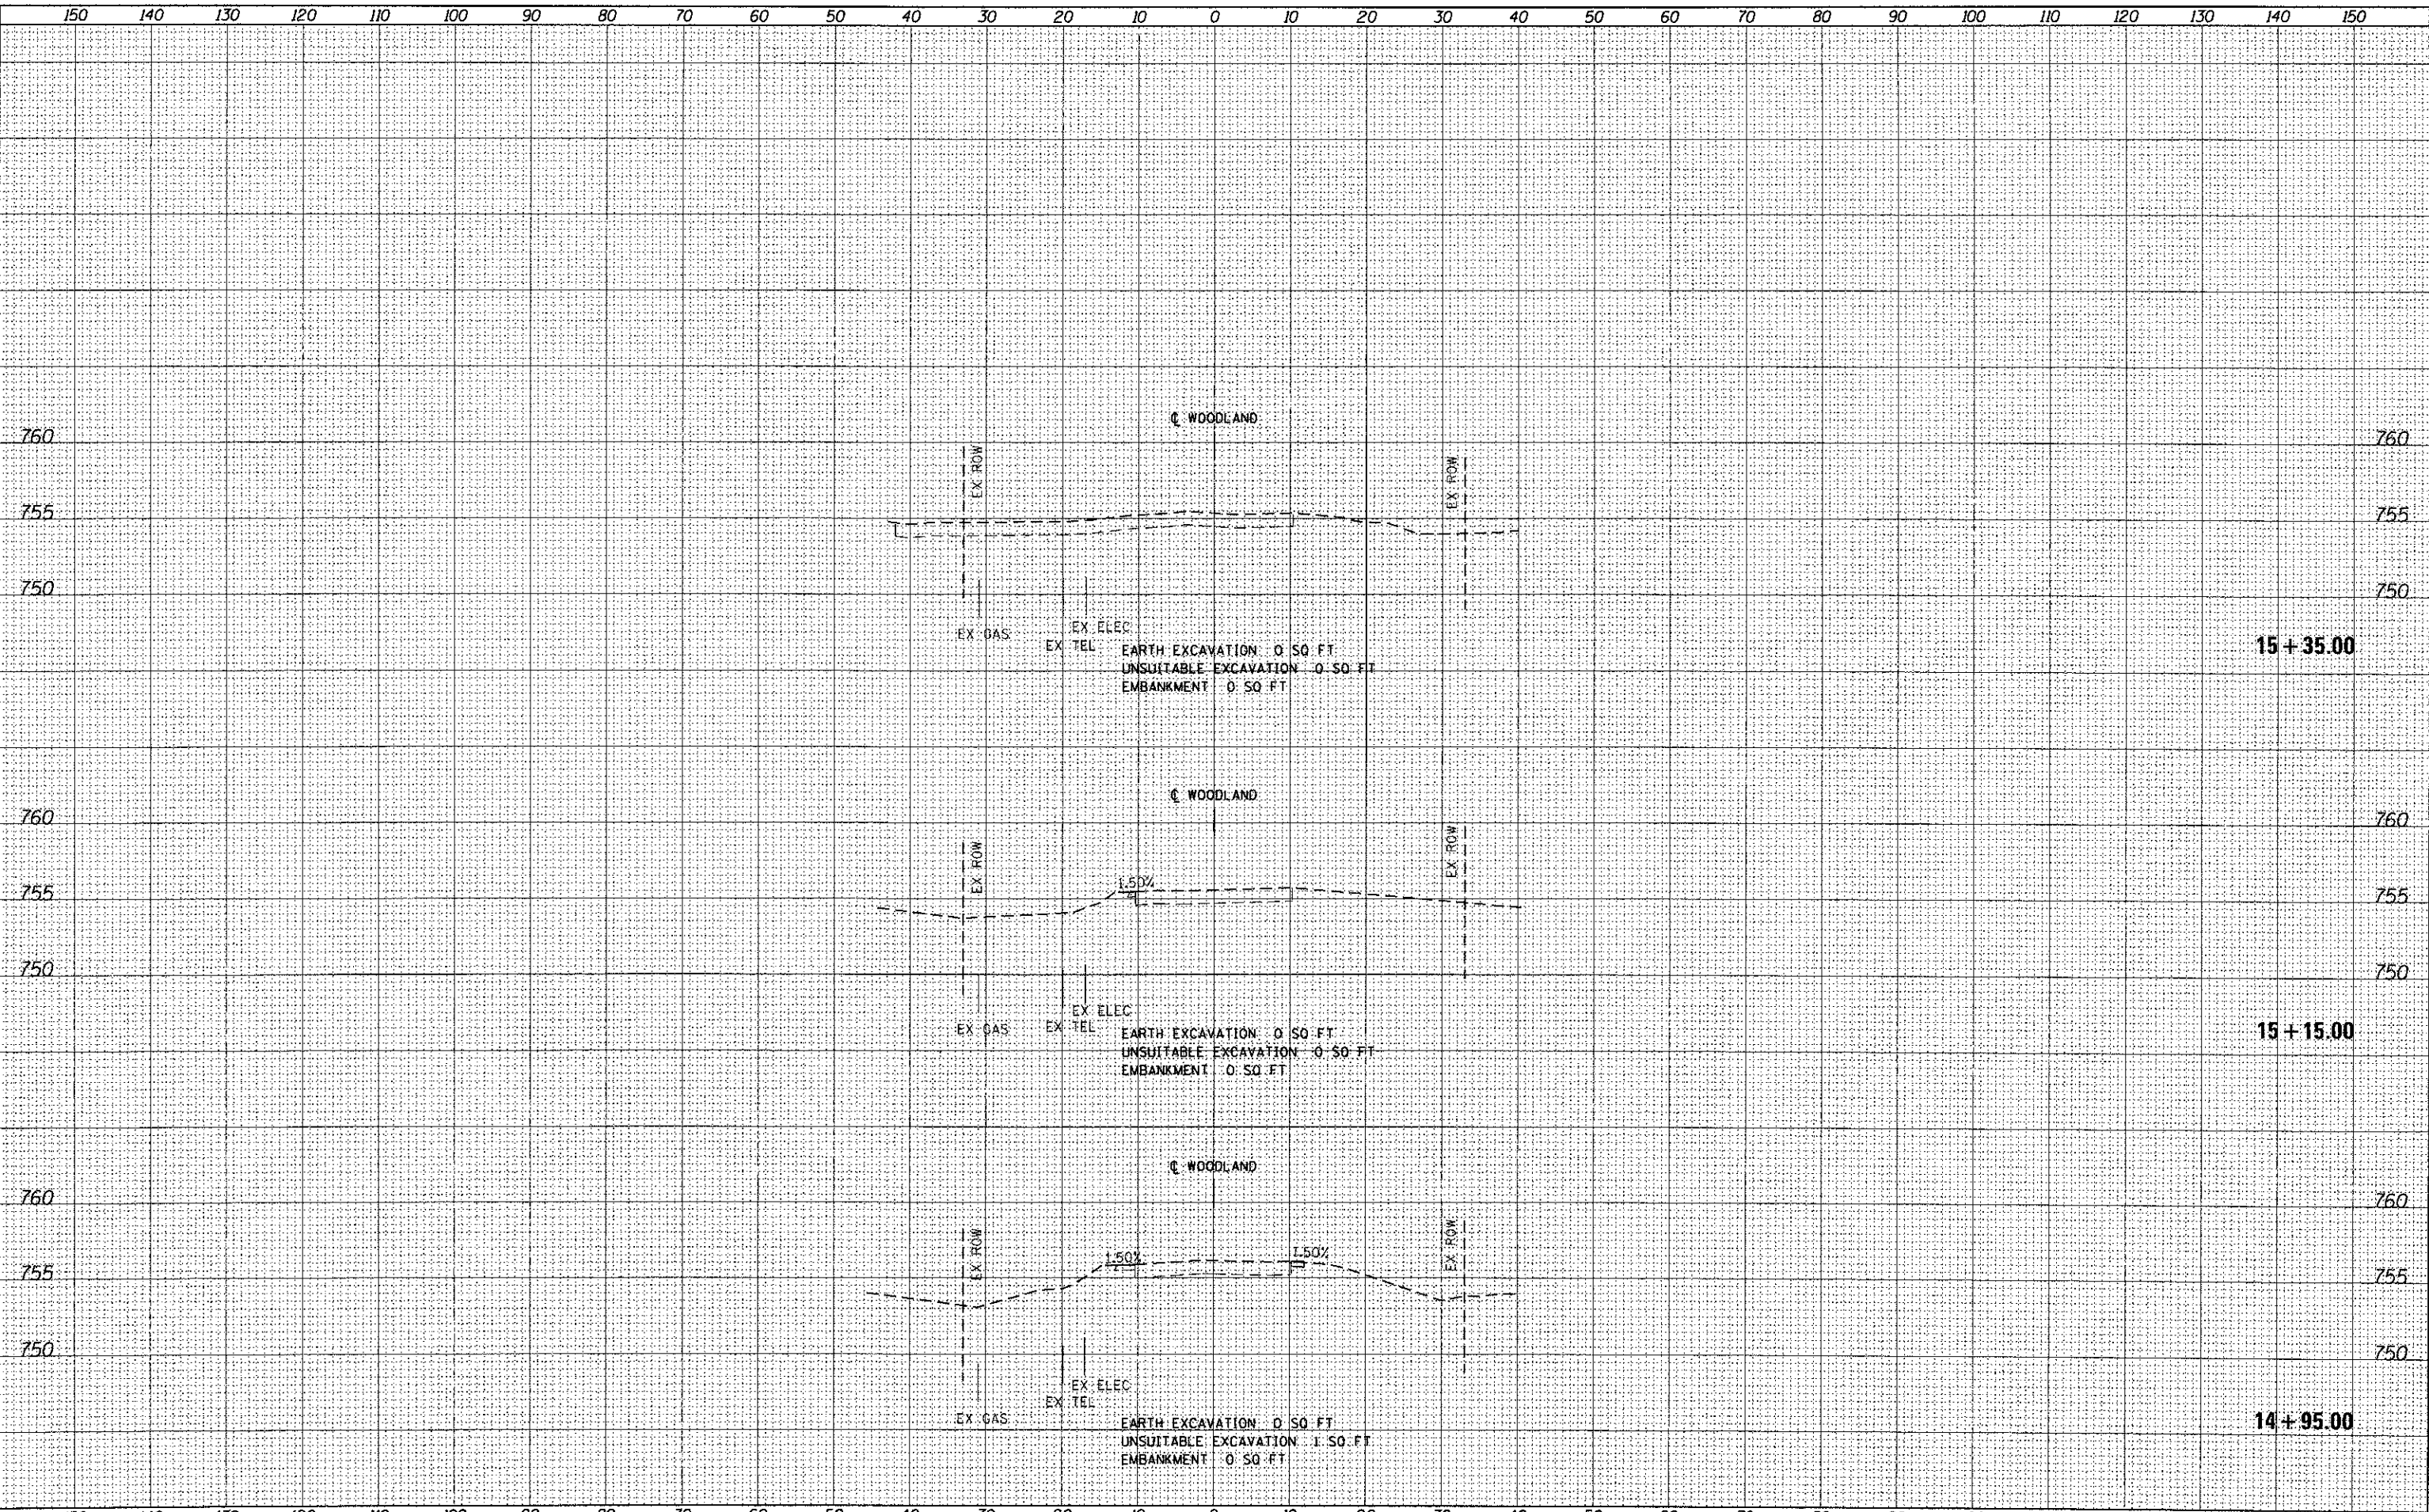 150 140 130 120 110 100 90 80 70 60 50 40 30 20 10 0 10 20 30 40 50 60 70 80 90 100 110 120 130 140 150
℄ WOODLAND
760 760
EX ROW EX ROW
755 755
750 750
EX GAS EX TEL EX ELEC
EARTH EXCAVATION 0 SQ FT
UNSUITABLE EXCAVATION 0 SQ FT
EMBANKMENT 0 SQ FT
15 + 35.00
℄ WOODLAND
760 760
EX ROW EX ROW
1.50%
755 755
750 750
EX GAS EX TEL EX ELEC
EARTH EXCAVATION 0 SQ FT
UNSUITABLE EXCAVATION 0 SQ FT
EMBANKMENT 0 SQ FT
15 + 15.00
℄ WOODLAND
760 760
EX ROW EX ROW
1.50% 1.50%
755 755
750 750
EX GAS EX TEL EX ELEC
EARTH EXCAVATION 0 SQ FT
UNSUITABLE EXCAVATION 1 SQ FT
EMBANKMENT 0 SQ FT
14 + 95.00